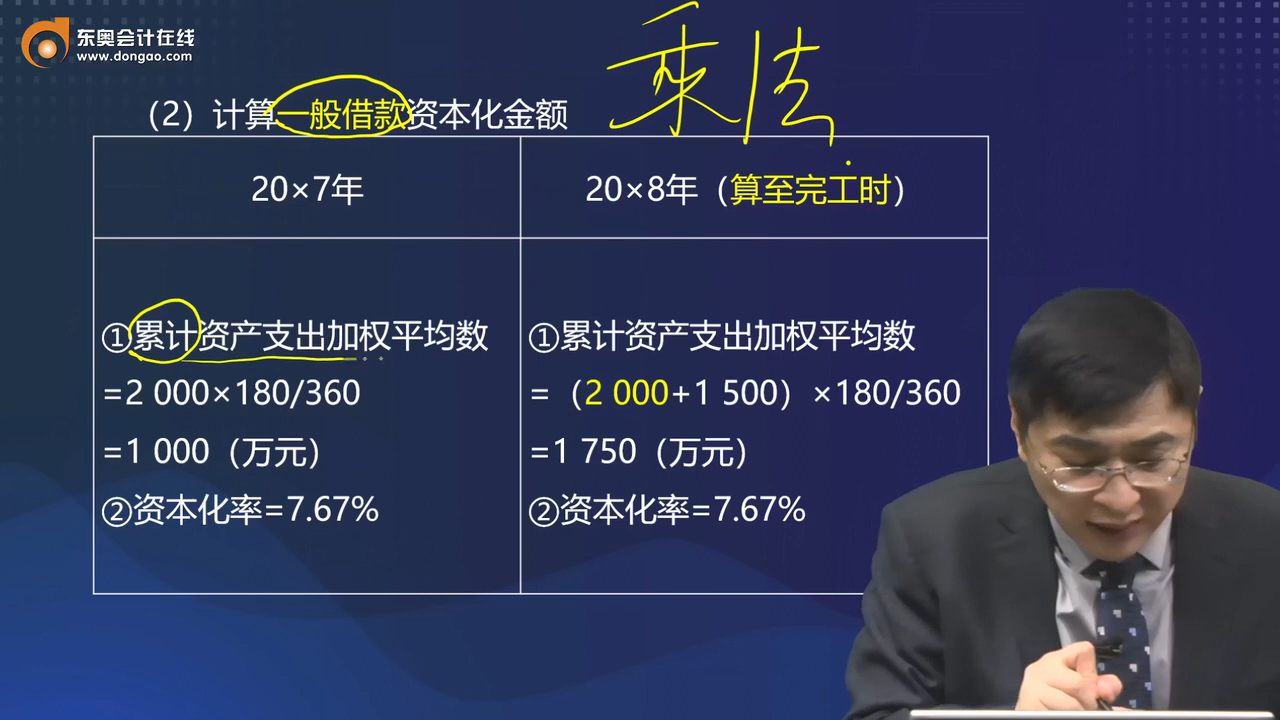 东奥会计在线
www.dongao.com
乘法
（2）计算一般借款资本化金额
20×7年
20×8年（算至完工时）
①累计资产支出加权平均数
=2 000×180/360
=1 000（万元）
②资本化率=7.67%
①累计资产支出加权平均数
=（2 000+1 500）×180/360
=1 750（万元）
②资本化率=7.67%